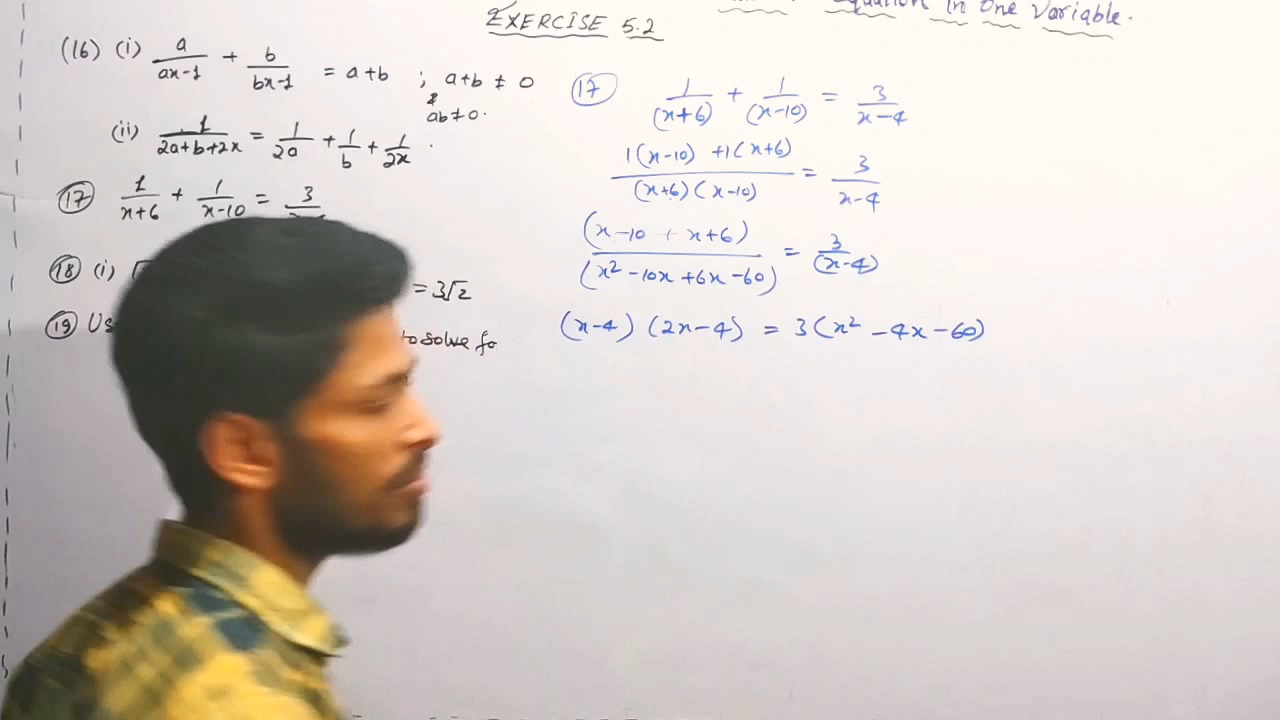 Equation in One Variable.
EXERCISE 5.2
(16) (i) a/(ax-1) + b/(bx-1) = a+b ; a+b ≠ 0
& ab≠0.
(ii) 1/(2a+b+2x) = 1/2a + 1/b + 1/2x .
(17) 1/(x+6) + 1/(x-10) = 3/
(18) (i) = 3√2
(19) to solve fo
(17) 1/(x+6) + 1/(x-10) = 3/(x-4)
(1(x-10) +1(x+6))/((x+6)(x-10)) = 3/(x-4)
(x-10 + x+6)/(x² -10x +6x -60) = 3/(x-4)
(x-4) (2x-4) = 3(x² -4x -60)